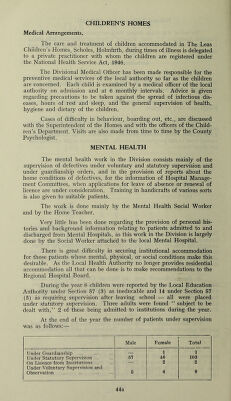 CHILDREN'S HOMES
Medical Arrangements.
The care and treatment of children accommodated in The Leas
Children's Homes, Scholes, Holmfirth, during times of illness is delegated
to a private practitioner with whom the children are registered under
the National Health Service Act, 1946.
The Divisional Medical Officer has been made responsible for the
preventive medical services of the local authority so far as the children
are concerned. Each child is examined by a medical officer of the local
authority on admission and at 6 monthly intervals. Advice is given
regarding precautions to be taken against the spread of infectious dis-
eases, hours of rest and sleep, and the general supervision of health,
hygiene and dietary of the children.
Cases of difficulty in behaviour, boarding out, etc., are discussed
with the Superintendent of the Homes and with the officers of the Child-
ren's Department. Visits are also made from time to time by the County
Psychologist.
MENTAL HEALTH
The mental health work in the Division consists mainly of the
supervision of defectives under voluntary and statutory supervision and
under guardianship orders, and in the provision of reports about the
home conditions of defectives, for the information of Hospital Manage-
ment Committees, when applications for leave of absence or renewal of
licence are under consideration. Training in handicrafts of various sorts
is also given to suitable patients.
The work is done mainly by the Mental Health Social Worker
and by the Home Teacher.
Very little has been done regarding the provision of personal his-
tories and background information relating to patients admitted to and
discharged from Mental Hospitals, as this work in the Division is largely
done by the Social Worker attached to the local Mental Hospital.
There is great difficulty in securing institutional accommodation
for those patients whose mental, physical, or social conditions make this
desirable. As the Local Health Authority no longer provides residential
accommodation all that can be done is to make recommendations to the
Regional Hospital Board.
During the year 6 children were reported by the Local Education
Authority under Section 57 (3) as ineducable and 14 under Section 57
(5) as requiring supervision after leaving school — all were placed
under statutory supervision. Three adults were found "subject to be
dealt with," 2 of these being admitted to institutions during the year.
At the end of the year the number of patients under supervision
was as follows:—
Male Female Total
Under Guardianship — 1 1
Under Statutory Supervision 57 46 103
On Licence from Institutions — 2 2
Under Voluntary Supervision and
Observation 5 4 9
44a